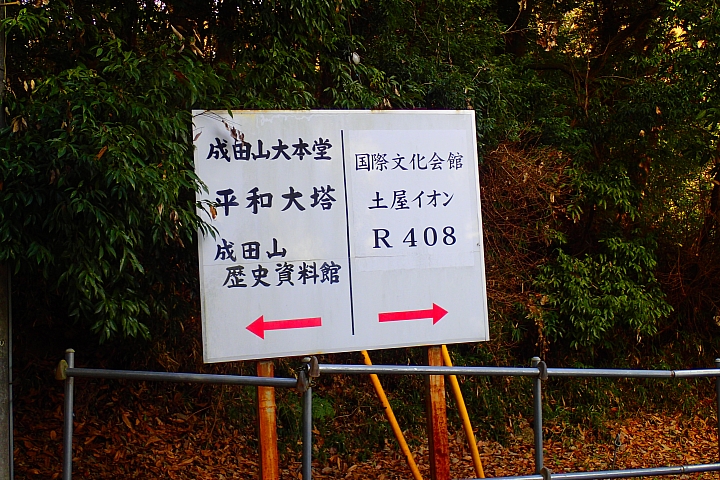 成田山大本堂
平和大塔
成田山
歴史資料館
国際文化会館
土屋イオン
R 408